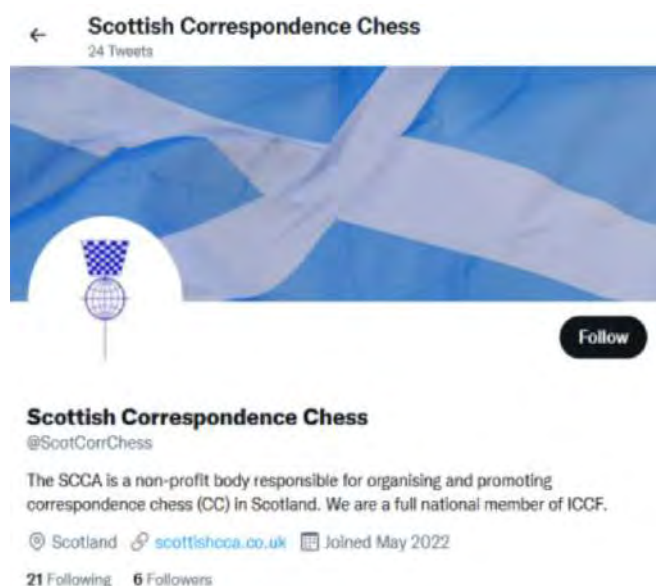 Scottish Correspondence Chess
24 Tweets
Follow
Scottish Correspondence Chess
@ScotCorrChess
The SCCA is a non-profit body responsible for organising and promoting
correspondence chess (CC) in Scotland. We are a full national member of ICCF.
Scotland scottishcca.co.uk Joined May 2022
21 Following 6 Followers